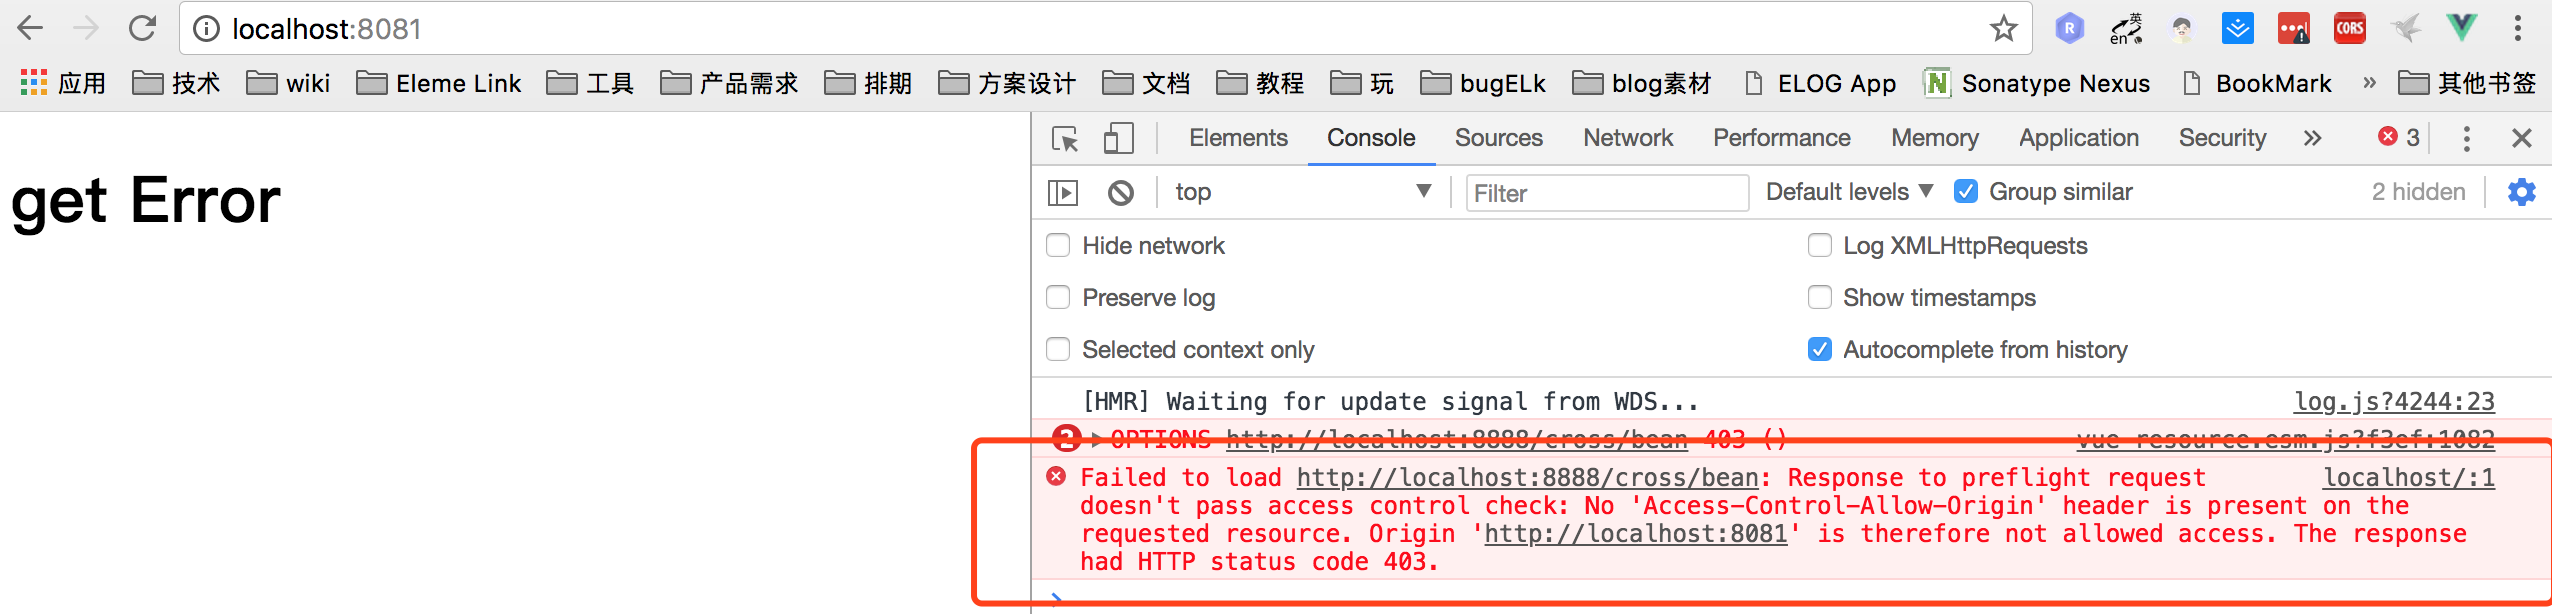 localhost:8081
R
英
en
CORS
应用 技术 wiki Eleme Link 工具 产品需求 排期 方案设计 文档 教程 玩 bugELk blog素材 ELOG App N Sonatype Nexus BookMark » 其他书签
get Error
Elements Console Sources Network Performance Memory Application Security » 3
top Filter Default levels Group similar 2 hidden
Hide network Log XMLHttpRequests
Preserve log Show timestamps
Selected context only Autocomplete from history
[HMR] Waiting for update signal from WDS... log.js?4244:23
2 OPTIONS http://localhost:8888/cross/bean 403 () vue-resource.esm.js?f3ef:1082
Failed to load http://localhost:8888/cross/bean: Response to preflight request localhost/:1
doesn't pass access control check: No 'Access-Control-Allow-Origin' header is present on the
requested resource. Origin 'http://localhost:8081' is therefore not allowed access. The response
had HTTP status code 403.